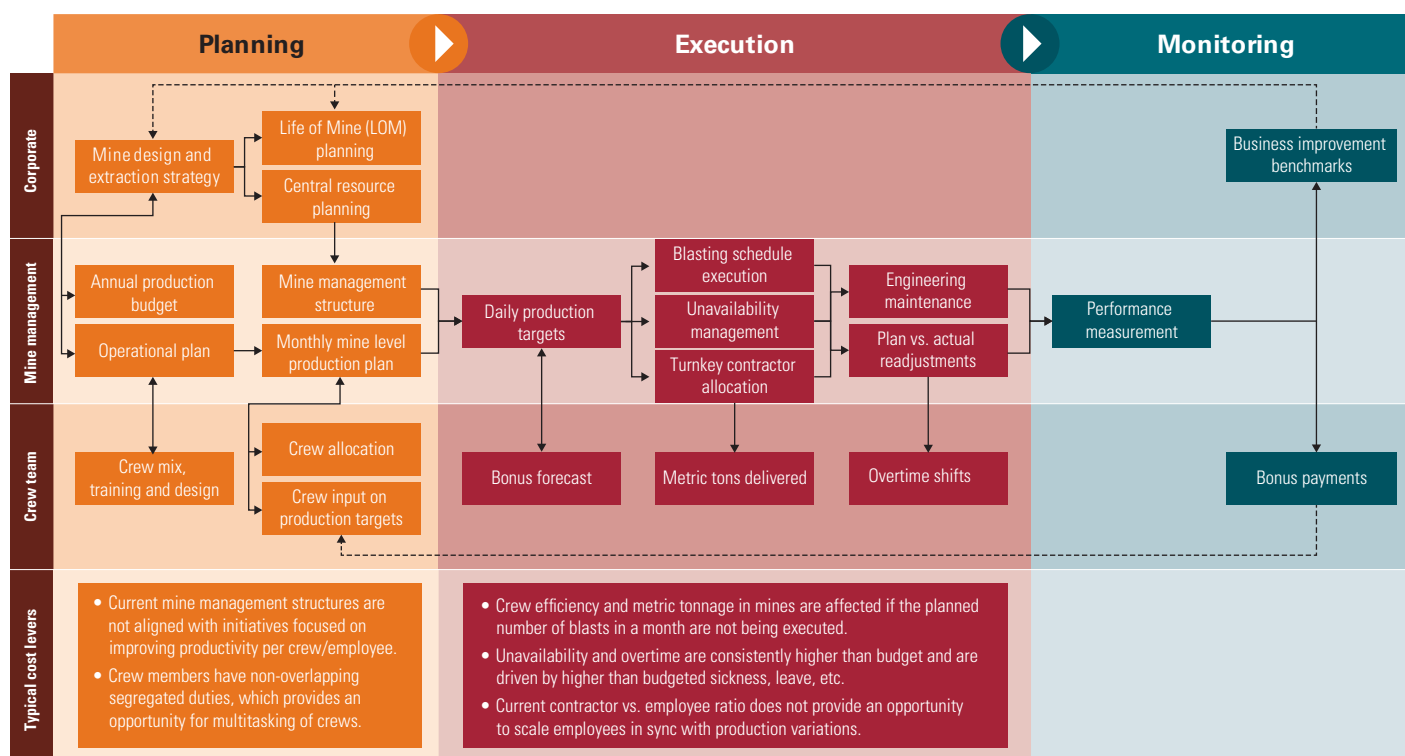 Planning
Execution
Monitoring
Corporate
Mine design and
extraction strategy
Life of Mine (LOM)
planning
Central resource
planning
Business improvement
benchmarks
Mine management
Annual production
budget
Operational plan
Mine management
structure
Monthly mine level
production plan
Daily production
targets
Blasting schedule
execution
Unavailability
management
Turnkey contractor
allocation
Engineering
maintenance
Plan vs. actual
readjustments
Performance
measurement
Crew team
Crew mix,
training and design
Crew allocation
Crew input on
production targets
Bonus forecast
Metric tons delivered
Overtime shifts
Bonus payments
Typical cost levers
• Current mine management structures are
not aligned with initiatives focused on
improving productivity per crew/employee.
• Crew members have non-overlapping
segregated duties, which provides an
opportunity for multitasking of crews.
• Crew efficiency and metric tonnage in mines are affected if the planned
number of blasts in a month are not being executed.
• Unavailability and overtime are consistently higher than budget and are
driven by higher than budgeted sickness, leave, etc.
• Current contractor vs. employee ratio does not provide an opportunity
to scale employees in sync with production variations.